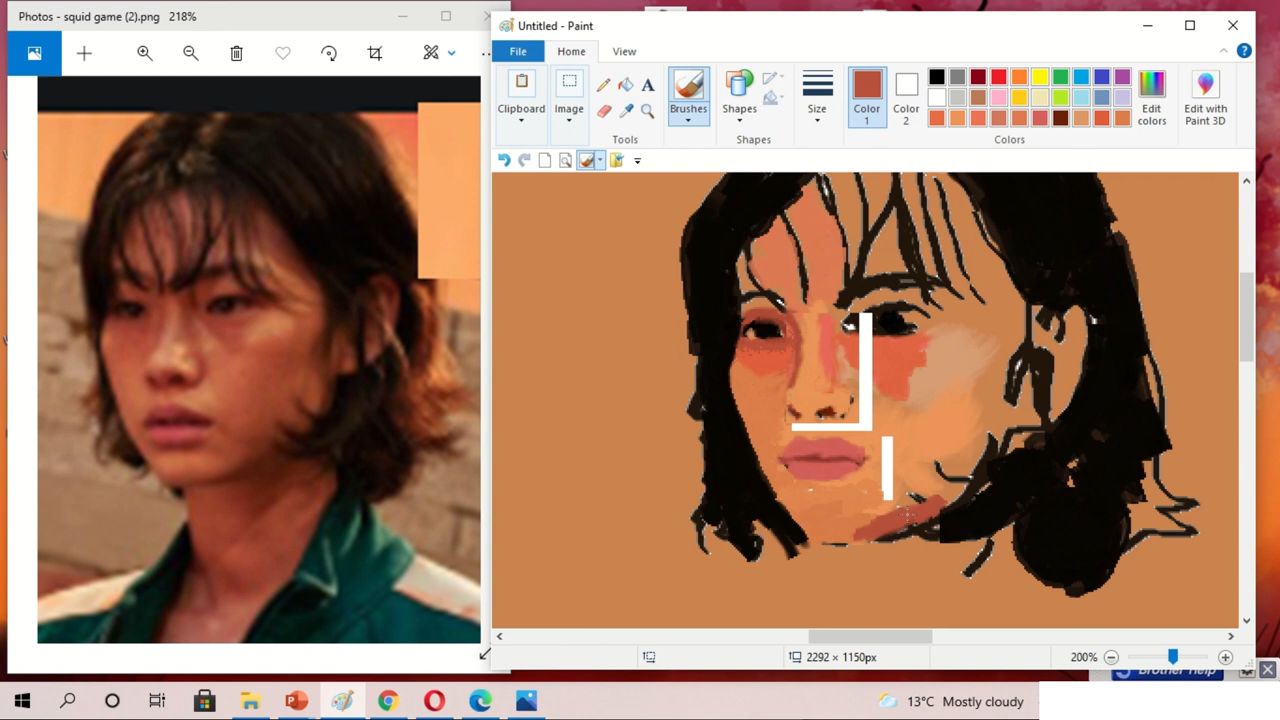 Photos - squid game (2).png 218%
Untitled - Paint
File Home View
Clipboard
Image
A
Tools
Brushes
Shapes
Shapes
Size
Color 1
Color 2
Edit colors
Colors
Edit with Paint 3D
2292 × 1150px
200%
Brother Help
13°C Mostly cloudy